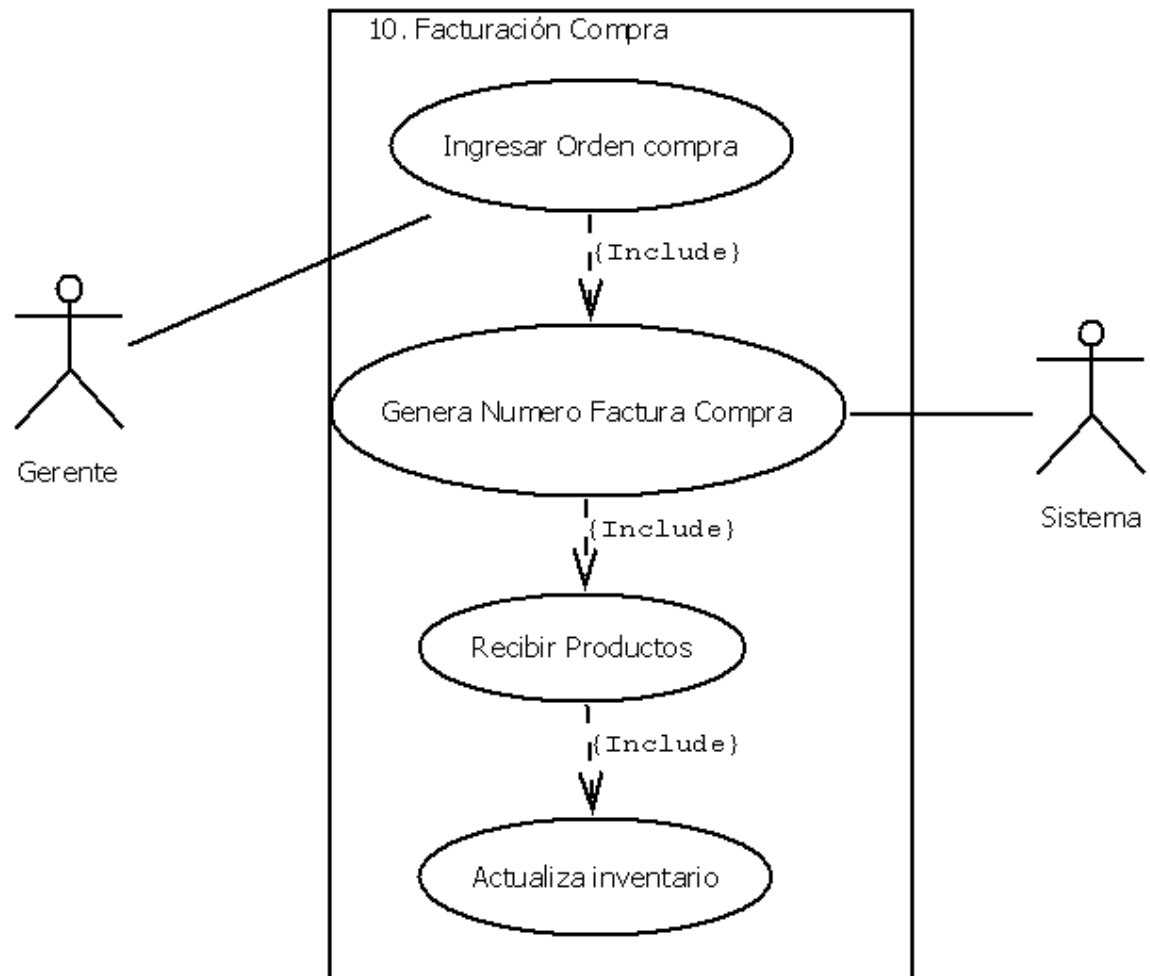 10. Facturación Compra
Ingresar Orden compra
{Include}
Genera Numero Factura Compra
Gerente
Sistema
{Include}
Recibir Productos
{Include}
Actualiza inventario